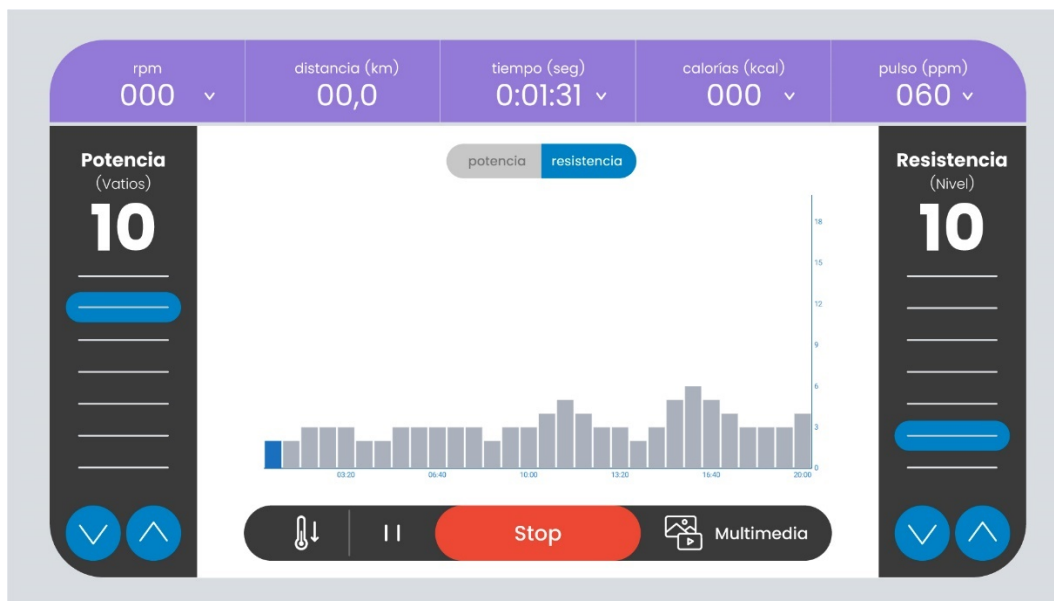 rpm
000
distancia (km)
00,0
tiempo (seg)
0:01:31
calorías (kcal)
000
pulso (ppm)
060
Potencia
(Vatios)
10
potencia
resistencia
18
15
12
9
6
3
0
03:20
06:40
10:00
13:20
16:40
20:00
Stop
Multimedia
Resistencia
(Nivel)
10